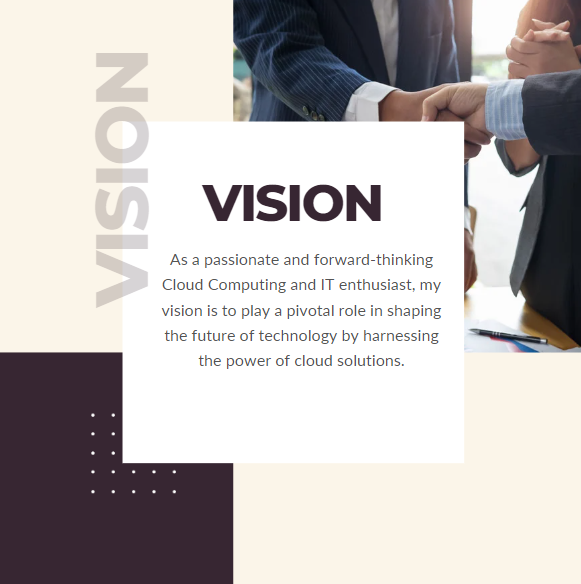 VISION
VISION
As a passionate and forward-thinking
Cloud Computing and IT enthusiast, my
vision is to play a pivotal role in shaping
the future of technology by harnessing
the power of cloud solutions.